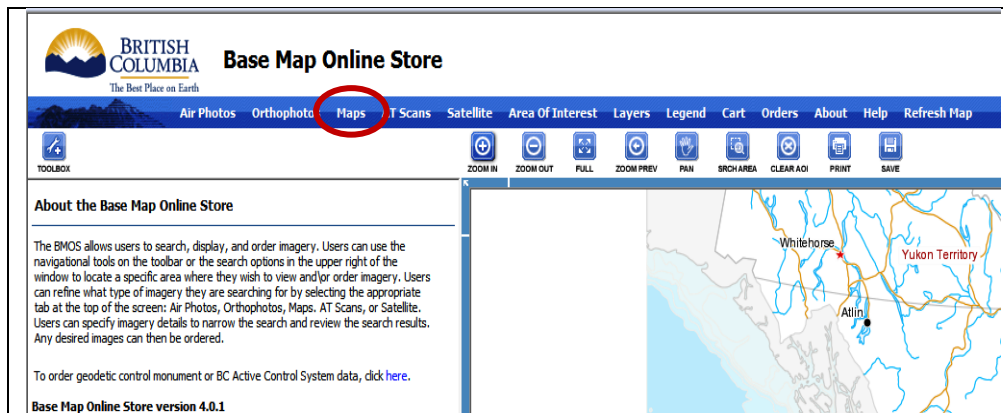 BRITISH
COLUMBIA
The Best Place on Earth
Base Map Online Store
Air Photos Orthophotos Maps AT Scans Satellite Area Of Interest Layers Legend Cart Orders About Help Refresh Map
TOOLBOX
ZOOM IN ZOOM OUT FULL ZOOM PREV PAN SRCH AREA CLEAR AOI PRINT SAVE
About the Base Map Online Store
The BMOS allows users to search, display, and order imagery. Users can use the
navigational tools on the toolbar or the search options in the upper right of the
window to locate a specific area where they wish to view and\or order imagery. Users
can refine what type of imagery they are searching for by selecting the appropriate
tab at the top of the screen: Air Photos, Orthophotos, Maps. AT Scans, or Satellite.
Users can specify imagery details to narrow the search and review the search results.
Any desired images can then be ordered.
To order geodetic control monument or BC Active Control System data, click here.
Base Map Online Store version 4.0.1
Whitehorse
Yukon Territory
Atlin